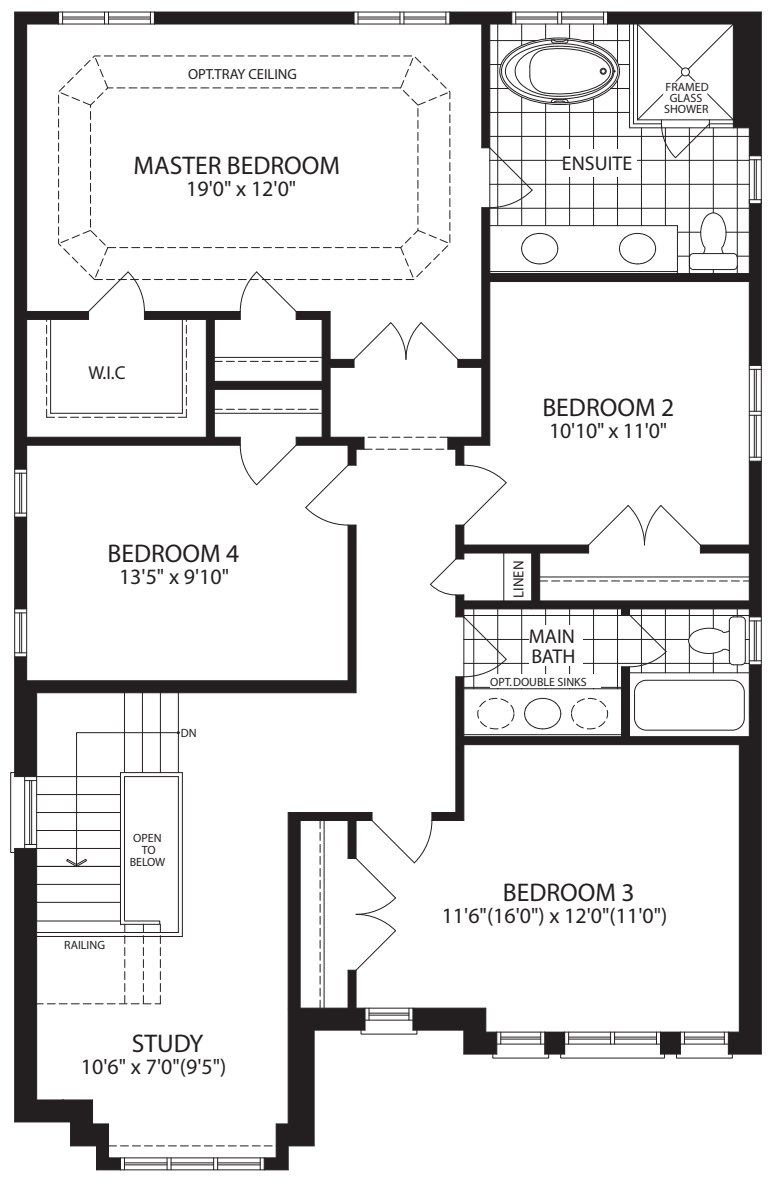 OPT.TRAY CEILING
MASTER BEDROOM
19'0" x 12'0"
FRAMED
GLASS
SHOWER
ENSUITE
W.I.C
BEDROOM 2
10'10" x 11'0"
BEDROOM 4
13'5" x 9'10"
LINEN
MAIN
BATH
OPT.DOUBLE SINKS
DN
OPEN
TO
BELOW
RAILING
BEDROOM 3
11'6"(16'0") x 12'0"(11'0")
STUDY
10'6" x 7'0"(9'5")